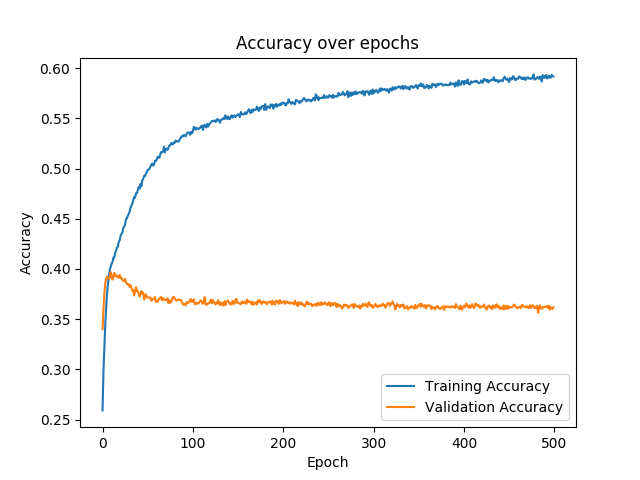 Accuracy over epochs
Accuracy
0.60
0.55
0.50
0.45
0.40
0.35
0.30
0.25
0 100 200 300 400 500
Epoch
Training Accuracy
Validation Accuracy